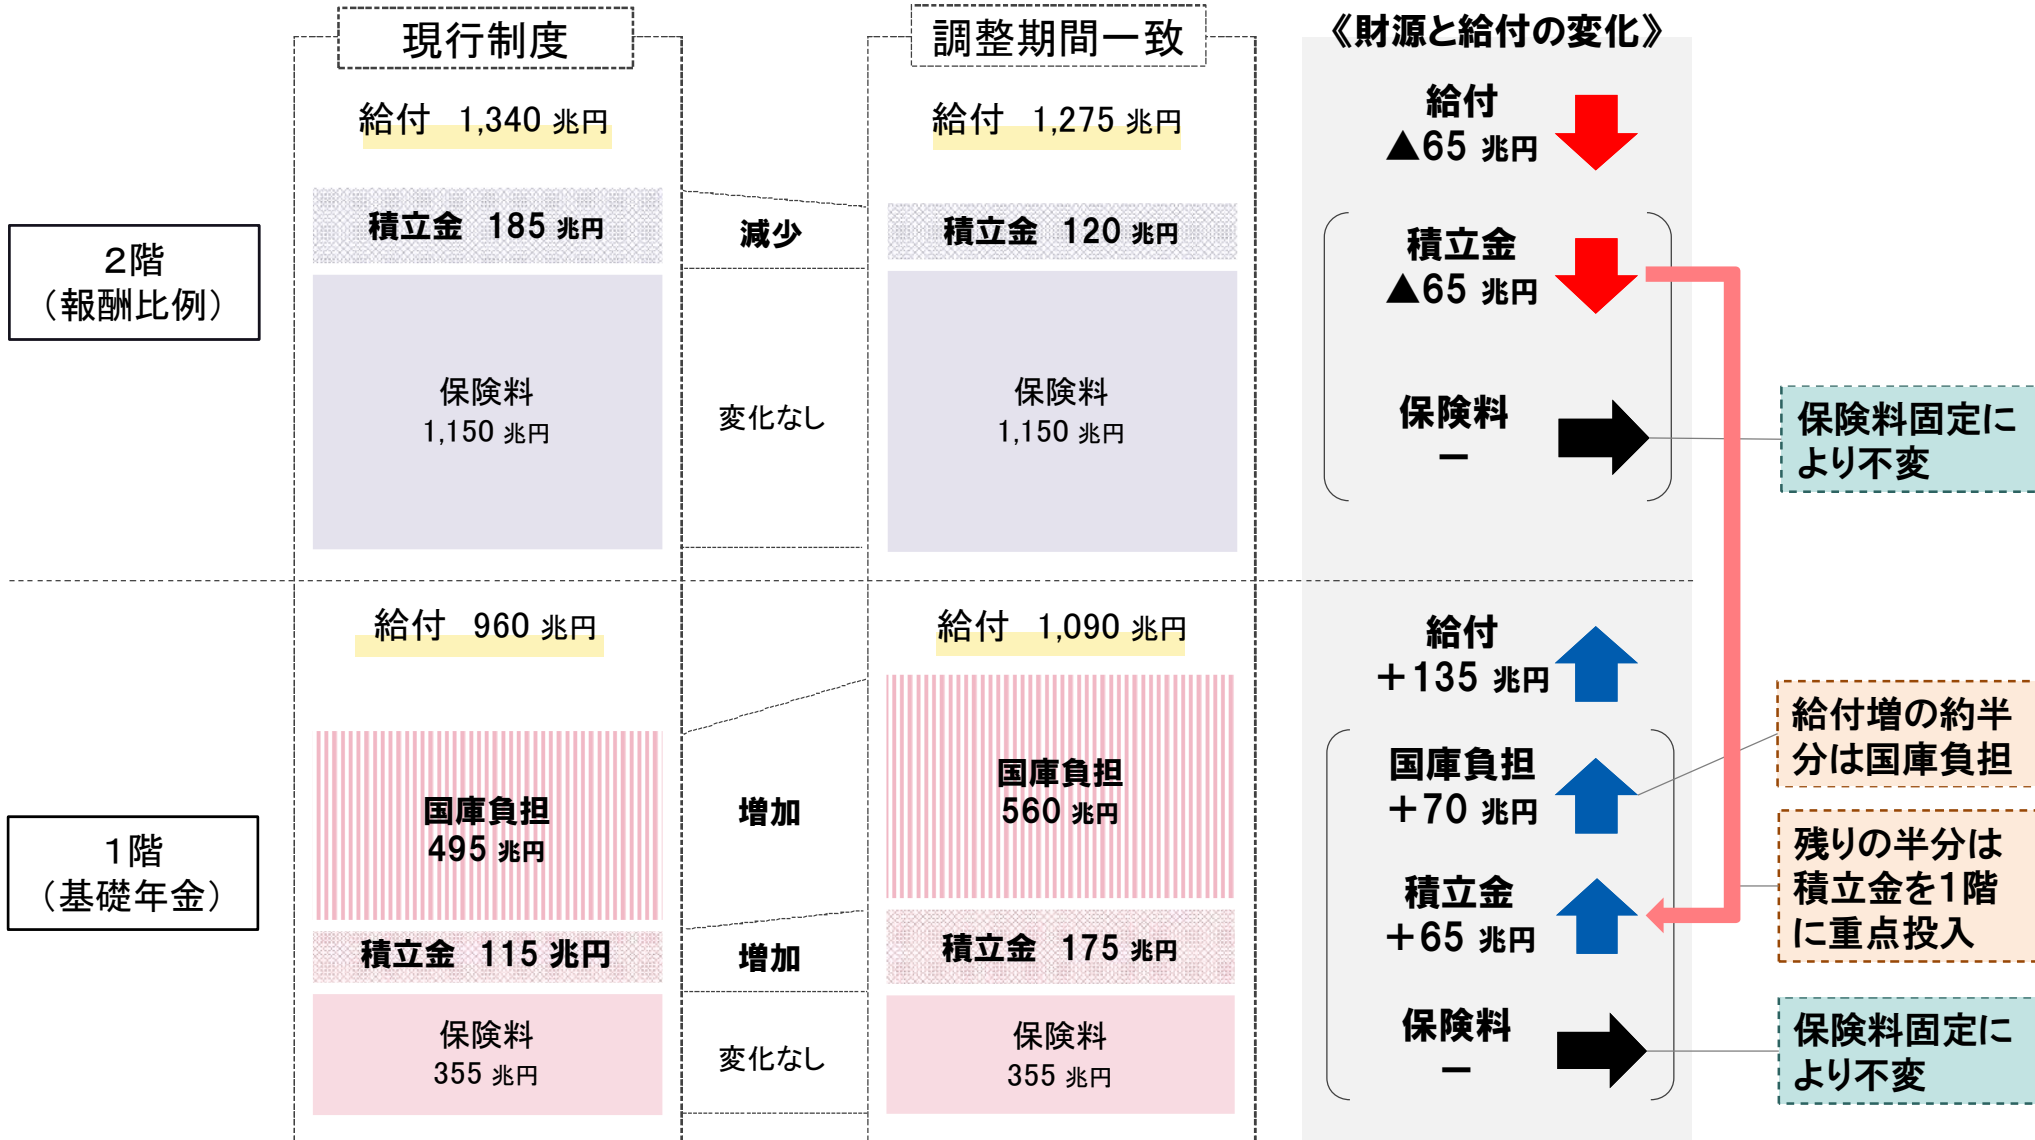 現行制度
調整期間一致
《財源と給付の変化》
給付 1,340 兆円
給付 1,275 兆円
給付
▲65 兆円
2階
（報酬比例）
積立金 185 兆円
減少
積立金 120 兆円
積立金
▲65 兆円
保険料
1,150 兆円
変化なし
保険料
1,150 兆円
保険料
－
保険料固定に
より不変
給付 960 兆円
給付 1,090 兆円
給付
＋135 兆円
1階
（基礎年金）
国庫負担
495 兆円
増加
国庫負担
560 兆円
国庫負担
＋70 兆円
給付増の約半
分は国庫負担
積立金 115 兆円
増加
積立金 175 兆円
積立金
＋65 兆円
残りの半分は
積立金を1階
に重点投入
保険料
355 兆円
変化なし
保険料
355 兆円
保険料
－
保険料固定に
より不変